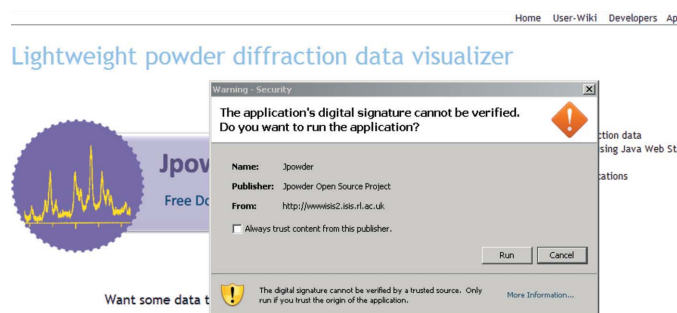 Home User-Wiki Developers Ap
Lightweight powder diffraction data visualizer
Warning - Security
The application's digital signature cannot be verified.
Do you want to run the application?
ction data
sing Java Web St
cations
Jpov
Free Do
Name: Jpowder
Publisher: Jpowder Open Source Project
From: http://wwwisis2.isis.rl.ac.uk
Always trust content from this publisher.
Run Cancel
Want some data t
The digital signature cannot be verified by a trusted source. Only
run if you trust the origin of the application.
More Information...